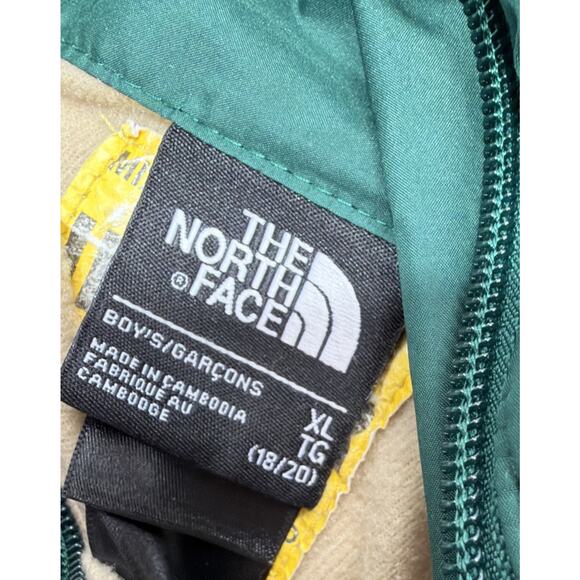 THE
NORTH
FACE
®
BOY'S/GARÇONS
MADE IN CAMBODIA
FABRIQUÉ AU
CAMBODGE
XL
TG
(18/20)